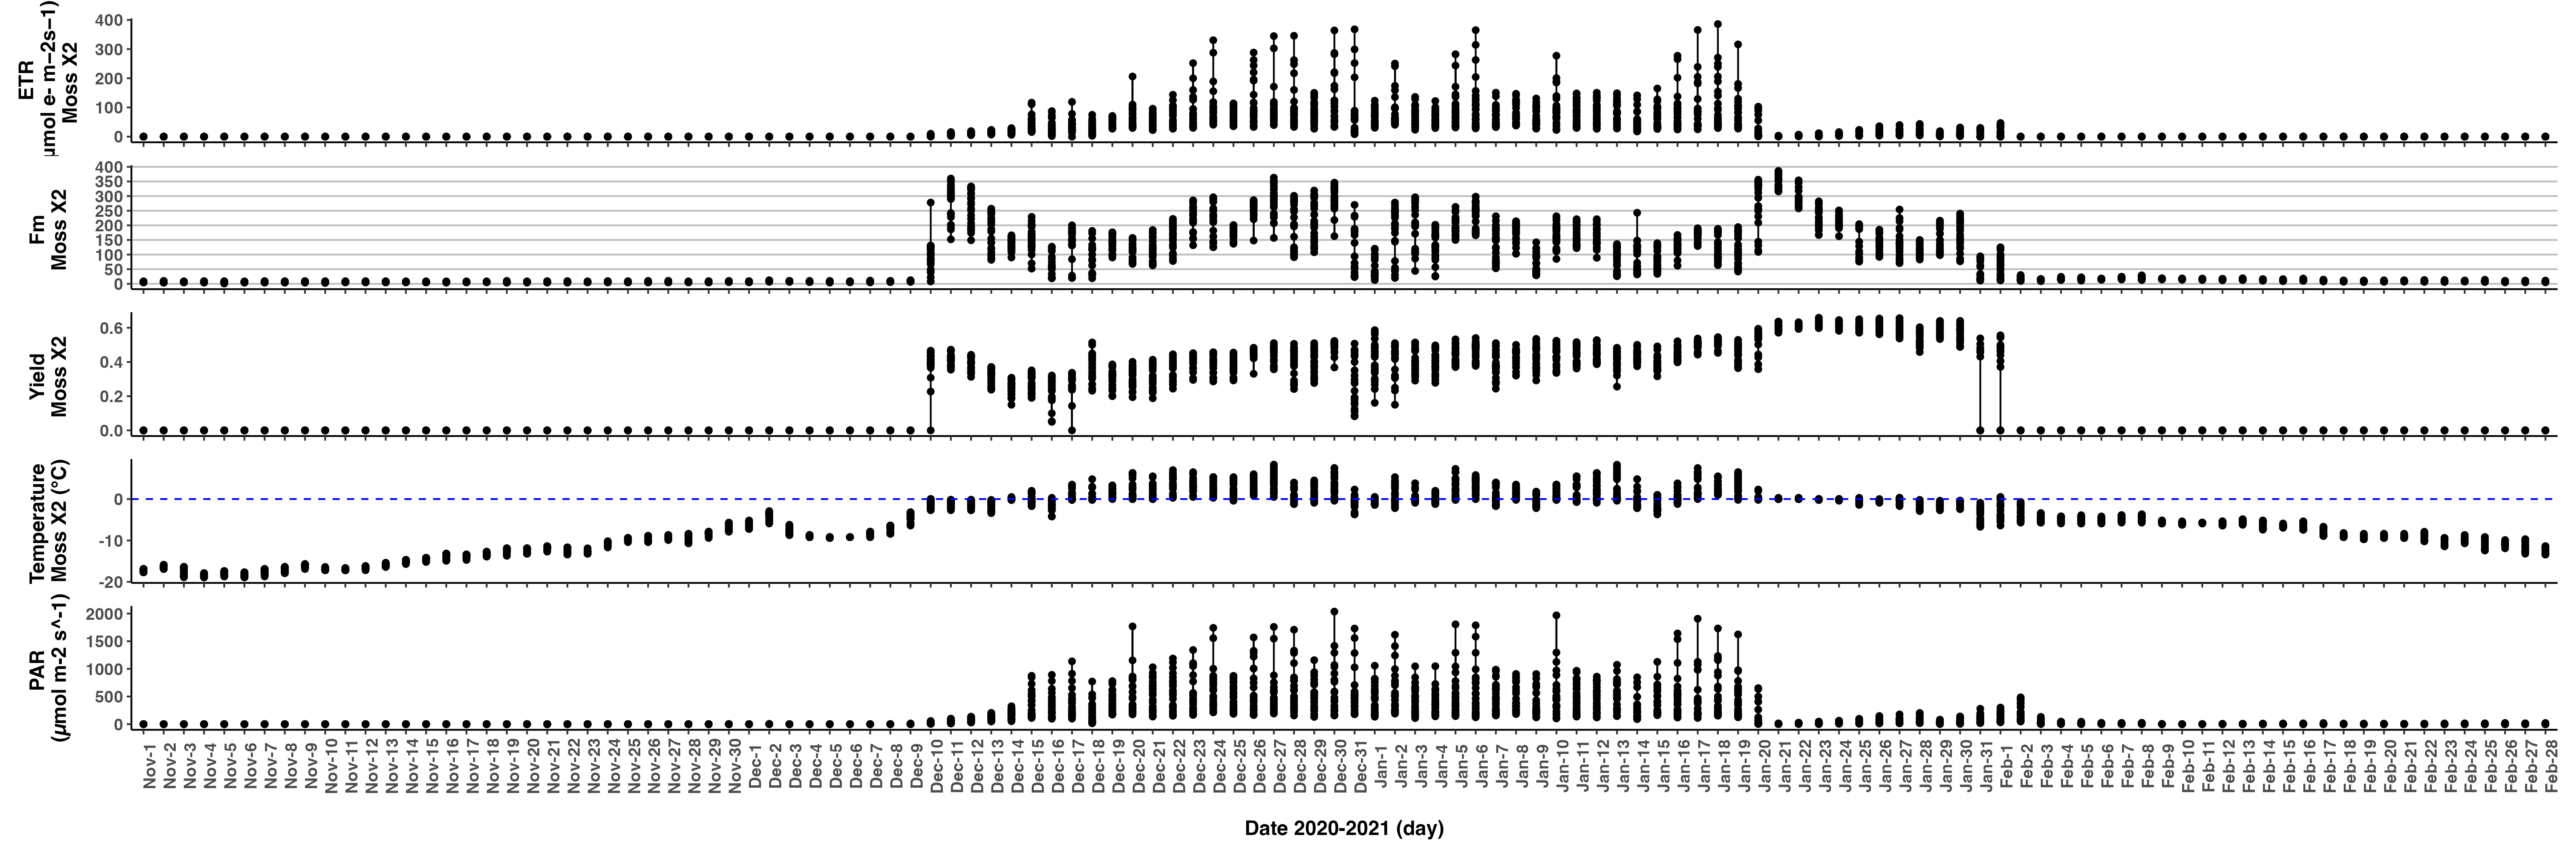 ETR
µmol e- m−2s−1)
Moss X2
400
300
200
100
0
Fm
Moss X2
400
350
300
250
200
150
100
50
0
Yield
Moss X2
0.6
0.4
0.2
0.0
Temperature
Moss X2 (°C)
0
-10
-20
PAR
(µmol m-2 s^-1)
2000
1500
1000
500
0
Nov-1
Nov-2
Nov-3
Nov-4
Nov-5
Nov-6
Nov-7
Nov-8
Nov-9
Nov-10
Nov-11
Nov-12
Nov-13
Nov-14
Nov-15
Nov-16
Nov-17
Nov-18
Nov-19
Nov-20
Nov-21
Nov-22
Nov-23
Nov-24
Nov-25
Nov-26
Nov-27
Nov-28
Nov-29
Nov-30
Dec-1
Dec-2
Dec-3
Dec-4
Dec-5
Dec-6
Dec-7
Dec-8
Dec-9
Dec-10
Dec-11
Dec-12
Dec-13
Dec-14
Dec-15
Dec-16
Dec-17
Dec-18
Dec-19
Dec-20
Dec-21
Dec-22
Dec-23
Dec-24
Dec-25
Dec-26
Dec-27
Dec-28
Dec-29
Dec-30
Dec-31
Jan-1
Jan-2
Jan-3
Jan-4
Jan-5
Jan-6
Jan-7
Jan-8
Jan-9
Jan-10
Jan-11
Jan-12
Jan-13
Jan-14
Jan-15
Jan-16
Jan-17
Jan-18
Jan-19
Jan-20
Jan-21
Jan-22
Jan-23
Jan-24
Jan-25
Jan-26
Jan-27
Jan-28
Jan-29
Jan-30
Jan-31
Feb-1
Feb-2
Feb-3
Feb-4
Feb-5
Feb-6
Feb-7
Feb-8
Feb-9
Feb-10
Feb-11
Feb-12
Feb-13
Feb-14
Feb-15
Feb-16
Feb-17
Feb-18
Feb-19
Feb-20
Feb-21
Feb-22
Feb-23
Feb-24
Feb-25
Feb-26
Feb-27
Feb-28
Date 2020-2021 (day)